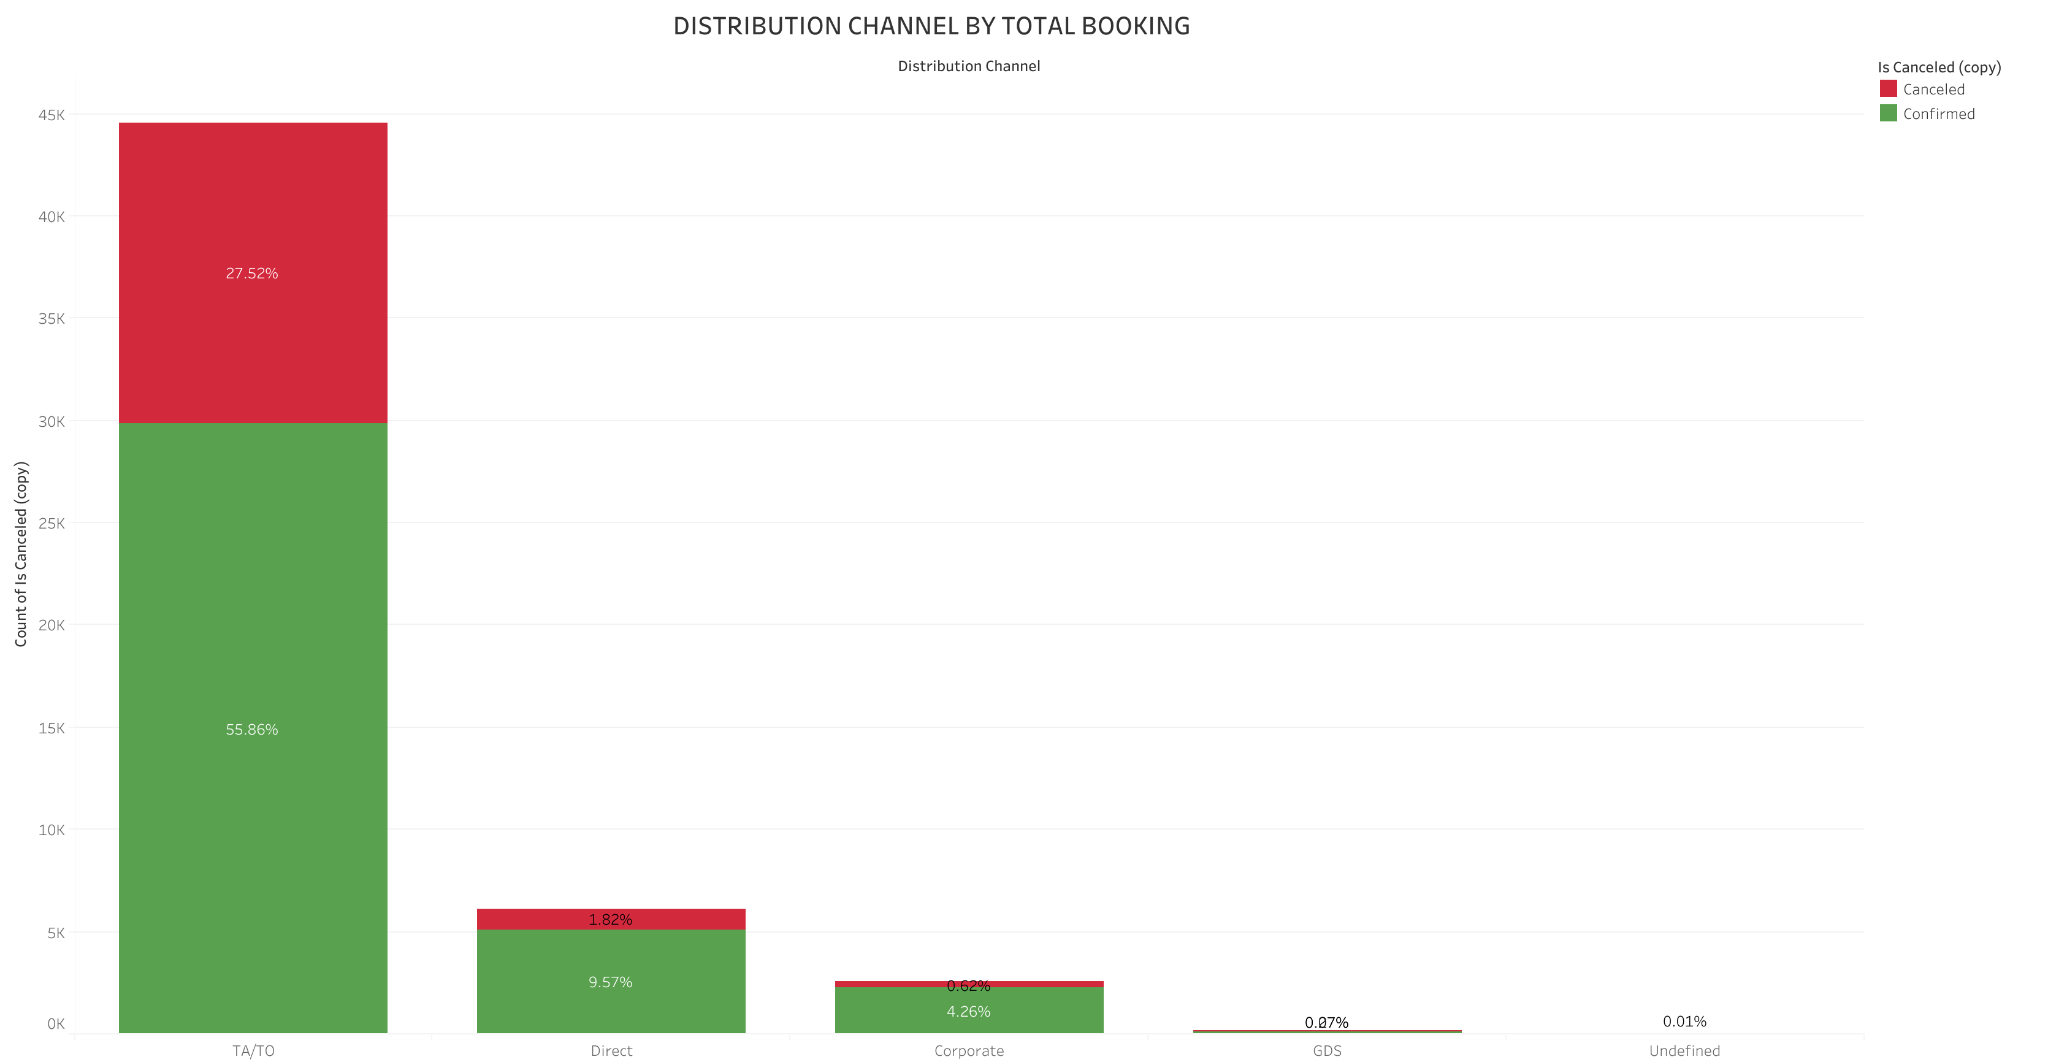 DISTRIBUTION CHANNEL BY TOTAL BOOKING
Distribution Channel
Is Canceled (copy)
Canceled
Confirmed
Count of Is Canceled (copy)
45K
40K
35K
30K
25K
20K
15K
10K
5K
0K
27.52%
55.86%
1.82%
9.57%
0.62%
4.26%
0.01%
TA/TO
Direct
Corporate
GDS
Undefined